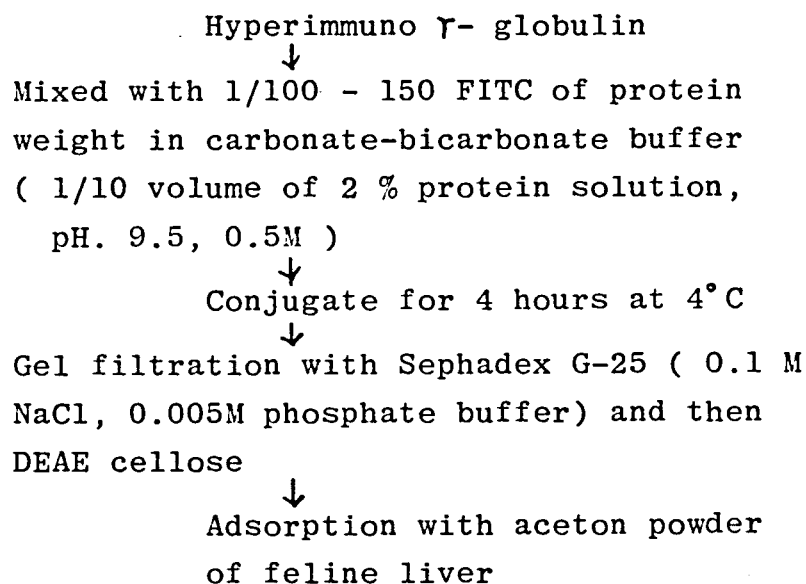 Hyperimmuno γ- globulin
↓
Mixed with 1/100 - 150 FITC of protein
weight in carbonate-bicarbonate buffer
( 1/10 volume of 2 % protein solution,
pH. 9.5, 0.5M )
↓
Conjugate for 4 hours at 4°C
↓
Gel filtration with Sephadex G-25 ( 0.1 M
NaCl, 0.005M phosphate buffer) and then
DEAE cellose
↓
Adsorption with aceton powder
of feline liver